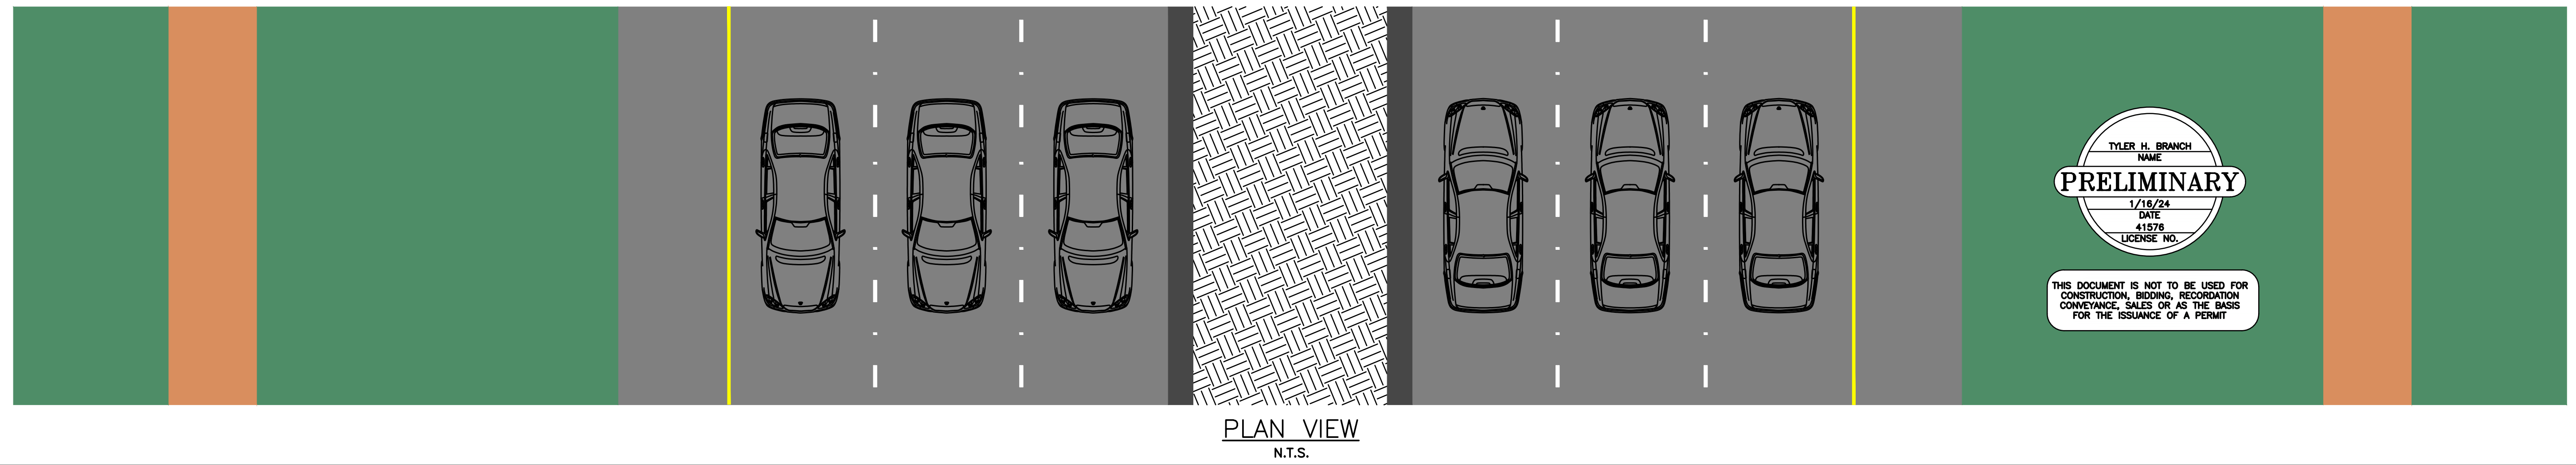 TYLER H. BRANCH
NAME
PRELIMINARY
1/16/24
DATE
41576
LICENSE NO.
THIS DOCUMENT IS NOT TO BE USED FOR
CONSTRUCTION, BIDDING, RECORDATION
CONVEYANCE, SALES OR AS THE BASIS
FOR THE ISSUANCE OF A PERMIT
PLAN VIEW
N.T.S.